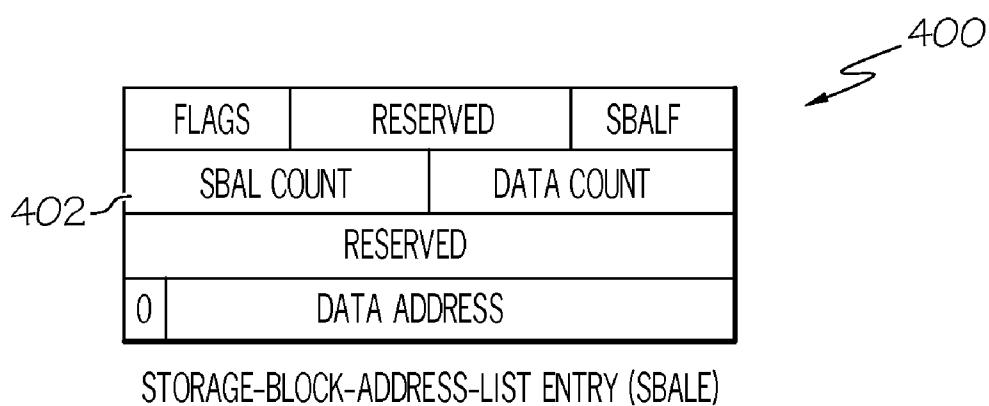 400
FLAGS RESERVED SBALF
SBAL COUNT DATA COUNT
402
RESERVED
0 DATA ADDRESS
STORAGE-BLOCK-ADDRESS-LIST ENTRY (SBALE)